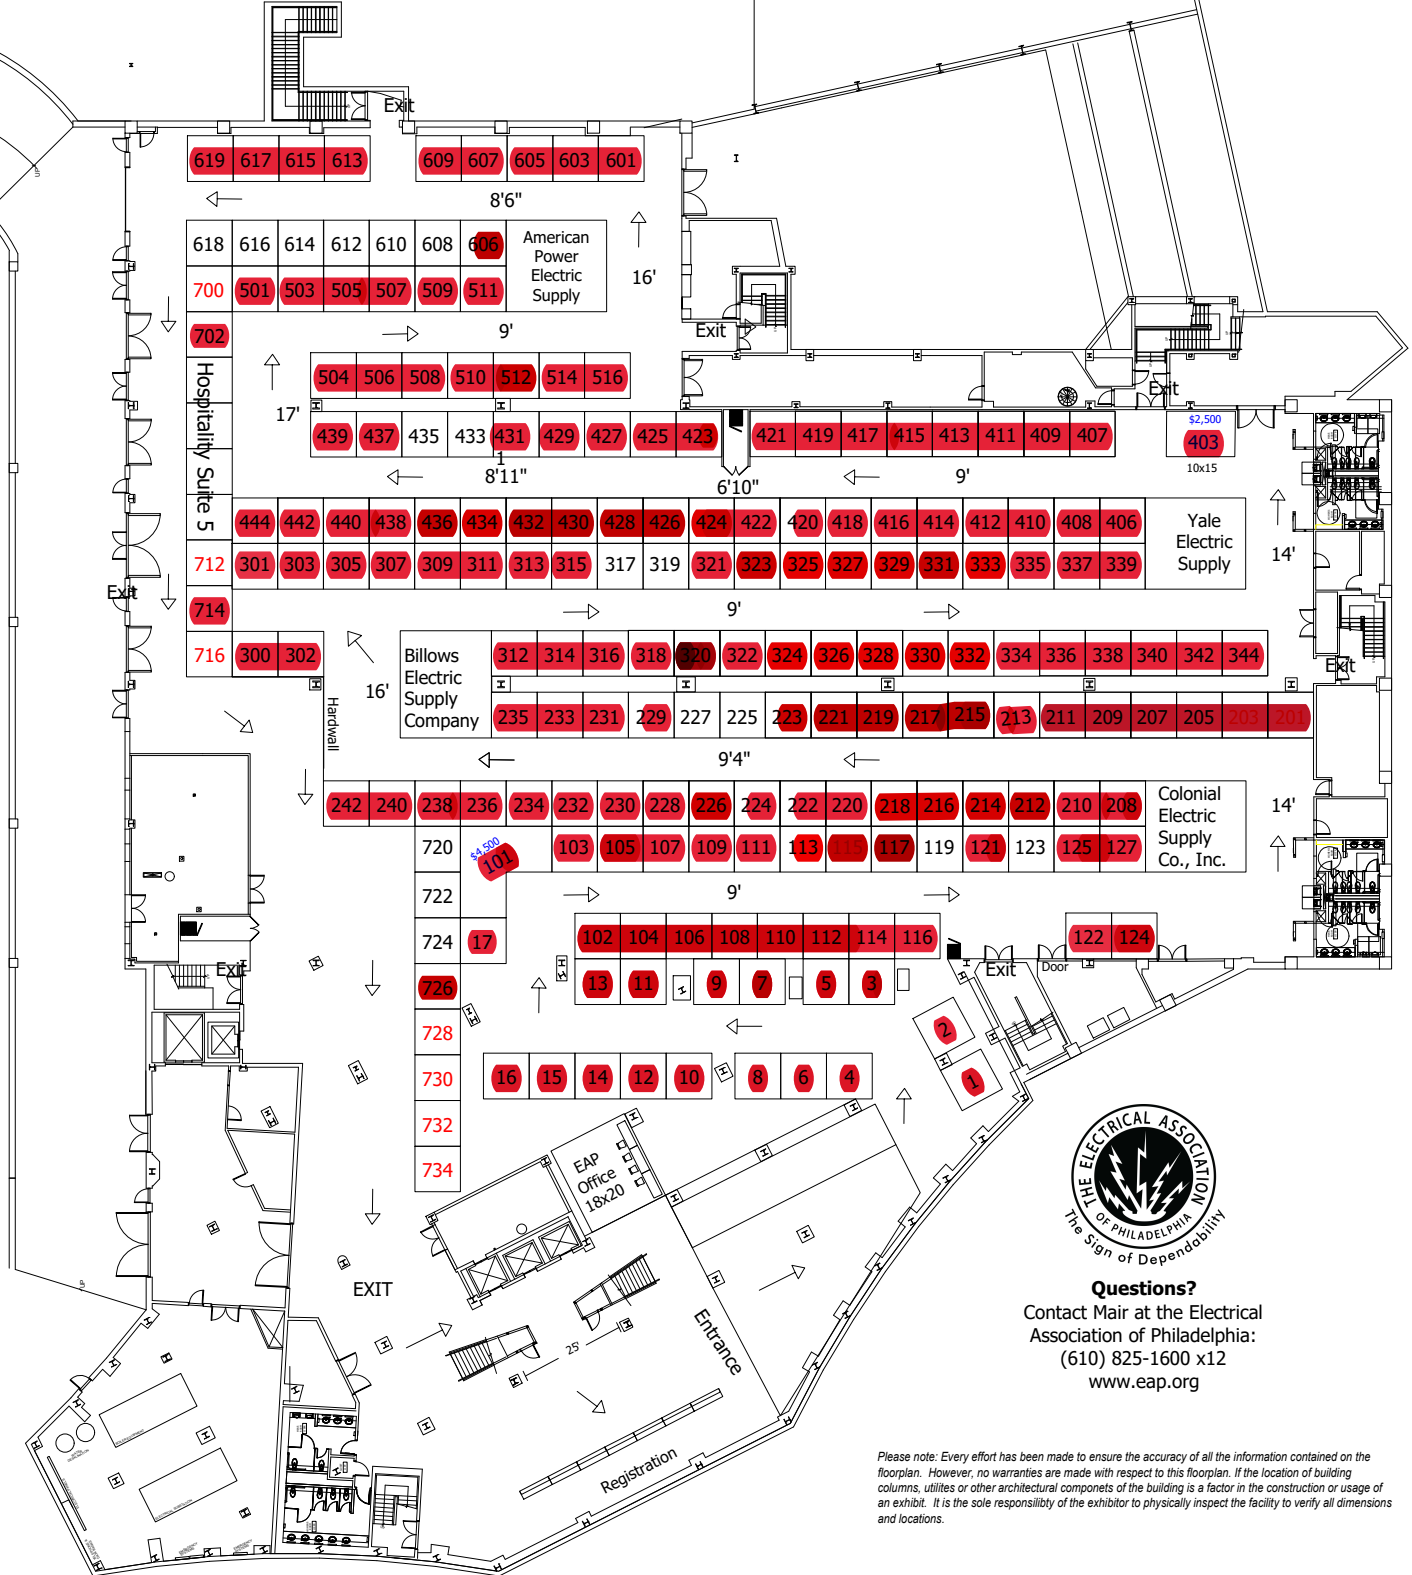 Exit
619 617 615 613 609 607 605 603 601
8'6"
618 616 614 612 610 608 606
American
Power
Electric
Supply
16'
700 501 503 505 507 509 511
702
9'
Exit
Hospitality Suite 5
504 506 508 510 512 514 516
Exit
17'
439 437 435 433 431 429 427 425 423
421 419 417 415 413 411 409 407
$2,500
403
10x15
1
8'11"
6'10"
9'
444 442 440 438 436 434 432 430 428 426 424 422 420 418 416 414 412 410 408 406
Yale
Electric
Supply
14'
712 301 303 305 307 309 311 313 315 317 319 321 323 325 327 329 331 333 335 337 339
Exit
714
9'
716 300 302
Billows
Electric
Supply
Company
312 314 316 318 320 322 324 326 328 330 332 334 336 338 340 342 344
Exit
16'
Hardwall
235 233 231 229 227 225 223 221 219 217 215 213 211 209 207 205 203 201
9'4"
242 240 238 236 234 232 230 228 226 224 222 220 218 216 214 212 210 208
Colonial
Electric
Supply
Co., Inc.
14'
720
$4,500
101
103 105 107 109 111 113 115 117 119 121 123 125 127
722
9'
724 17
102 104 106 108 110 112 114 116
122 124
Exit
Exit
Door
726
13 11 9 7 5 3
728
2
730
16 15 14 12 10 8 6 4
1
732
734
EAP
Office
18x20
EXIT
Entrance
25'
Registration
UP
UP
THE ELECTRICAL ASSOCIATION
OF PHILADELPHIA
The Sign of Dependability
Questions?
Contact Mair at the Electrical
Association of Philadelphia:
(610) 825-1600 x12
www.eap.org
Please note: Every effort has been made to ensure the accuracy of all the information contained on the
floorplan. However, no warranties are made with respect to this floorplan. If the location of building
columns, utilites or other architectural componets of the building is a factor in the construction or usage of
an exhibit. It is the sole responsilibty of the exhibitor to physically inspect the facility to verify all dimensions
and locations.